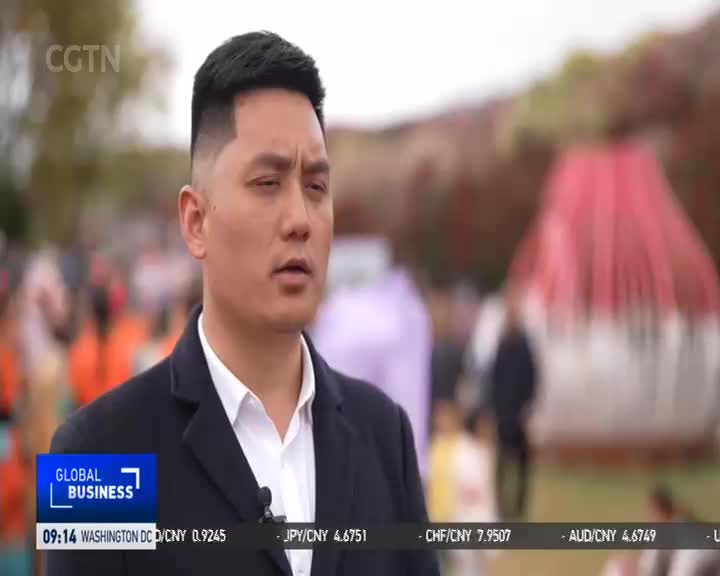 CGTN
GLOBAL
BUSINESS
09:14 WASHINGTON DC D/CNY 0.9245 - JPY/CNY 4.6751 - CHF/CNY 7.9507 - AUD/CNY 4.6749 - U